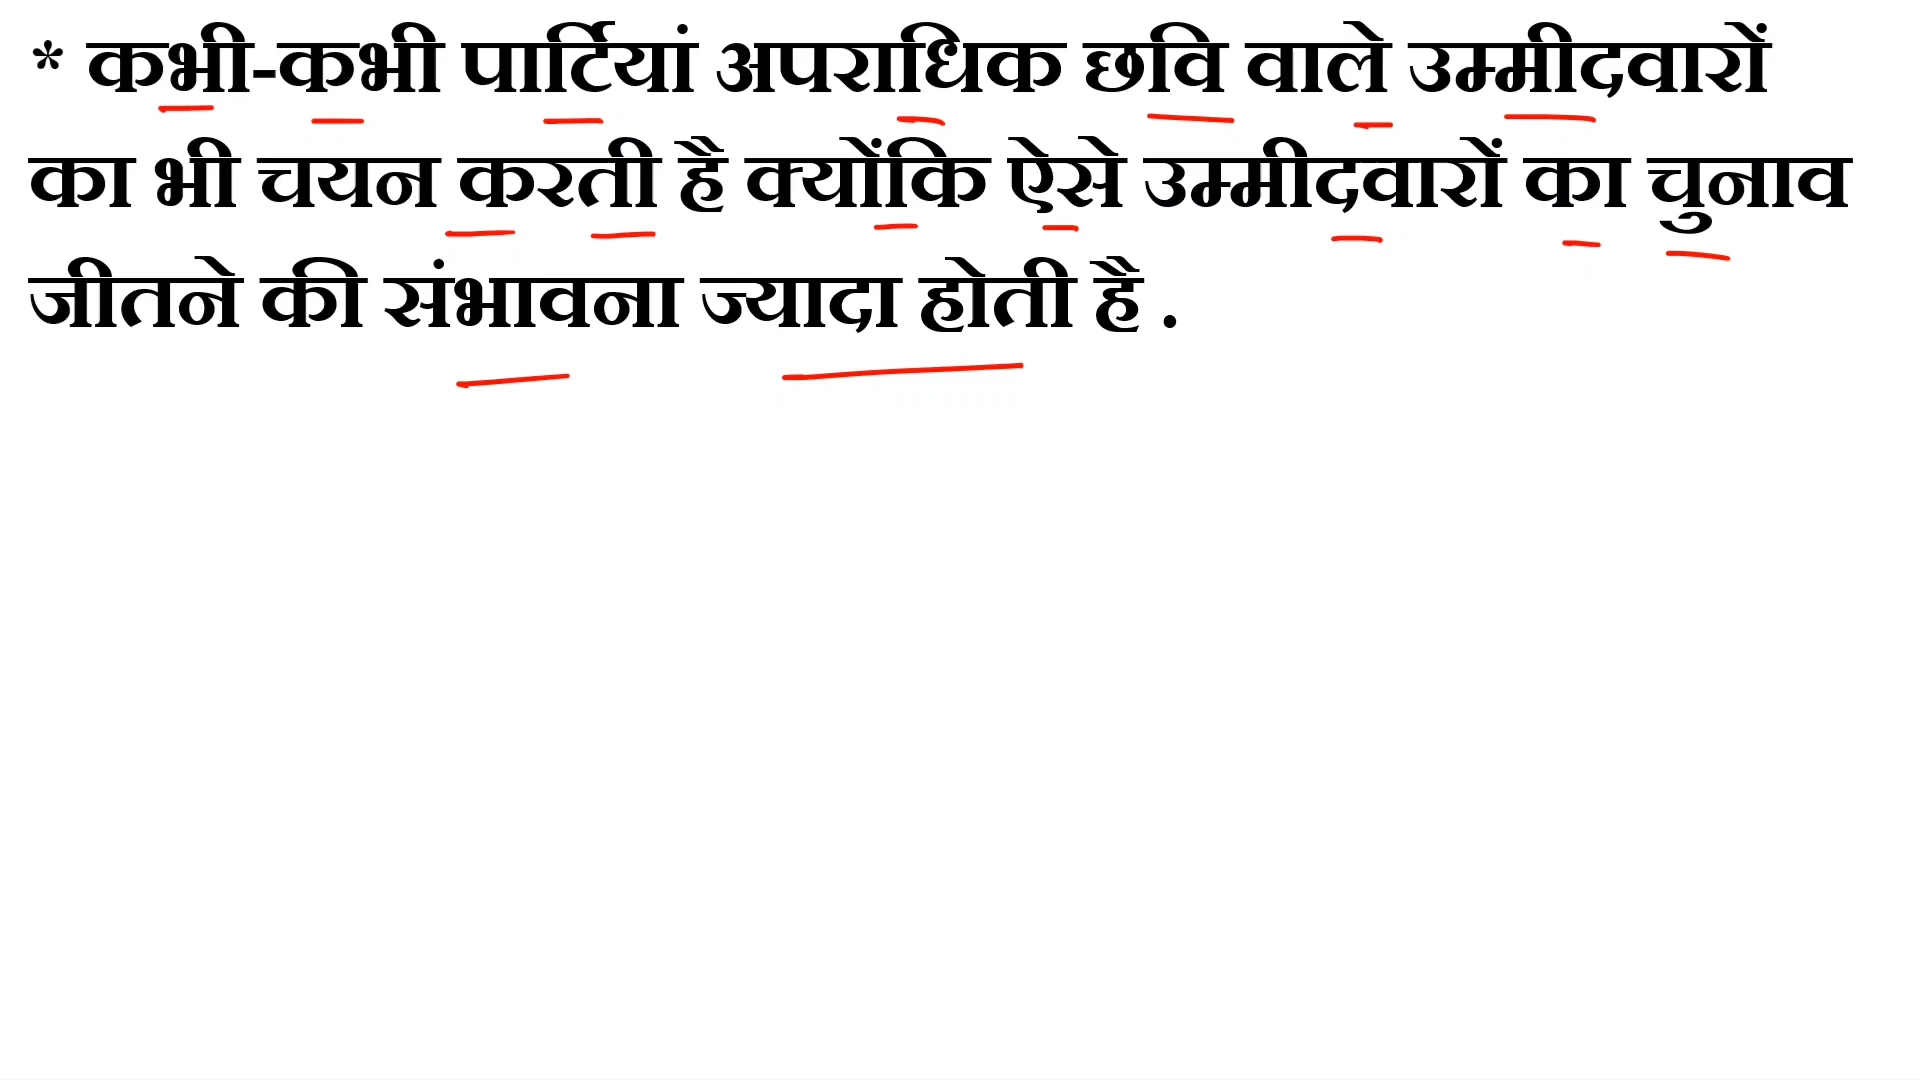 * कभी-कभी पार्टियां अपराधिक छवि वाले उम्मीदवारों
का भी चयन करती है क्योंकि ऐसे उम्मीदवारों का चुनाव
जीतने की संभावना ज्यादा होती है .